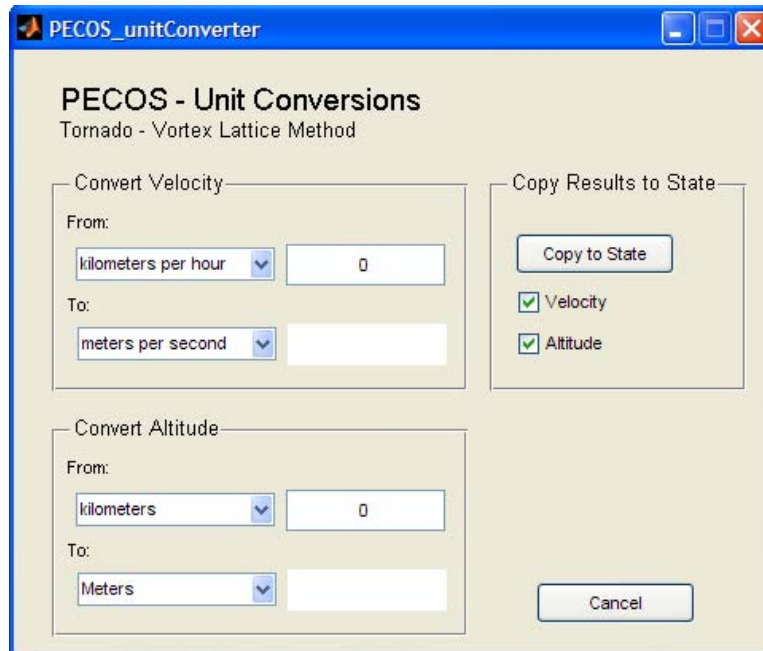 PECOS_unitConverter
PECOS - Unit Conversions
Tornado - Vortex Lattice Method
Convert Velocity
From:
kilometers per hour
0
To:
meters per second
Copy Results to State
Copy to State
Velocity
Altitude
Convert Altitude
From:
kilometers
0
To:
Meters
Cancel